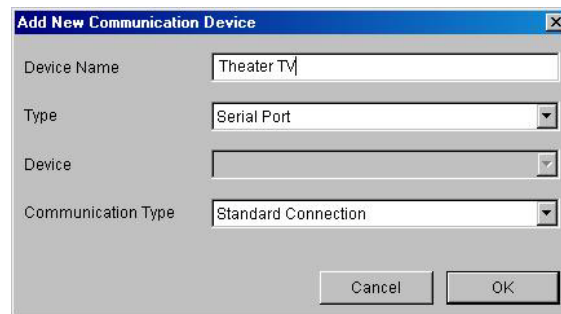 Add New Communication Device
Device Name Theater TV
Type Serial Port
Device
Communication Type Standard Connection
Cancel OK